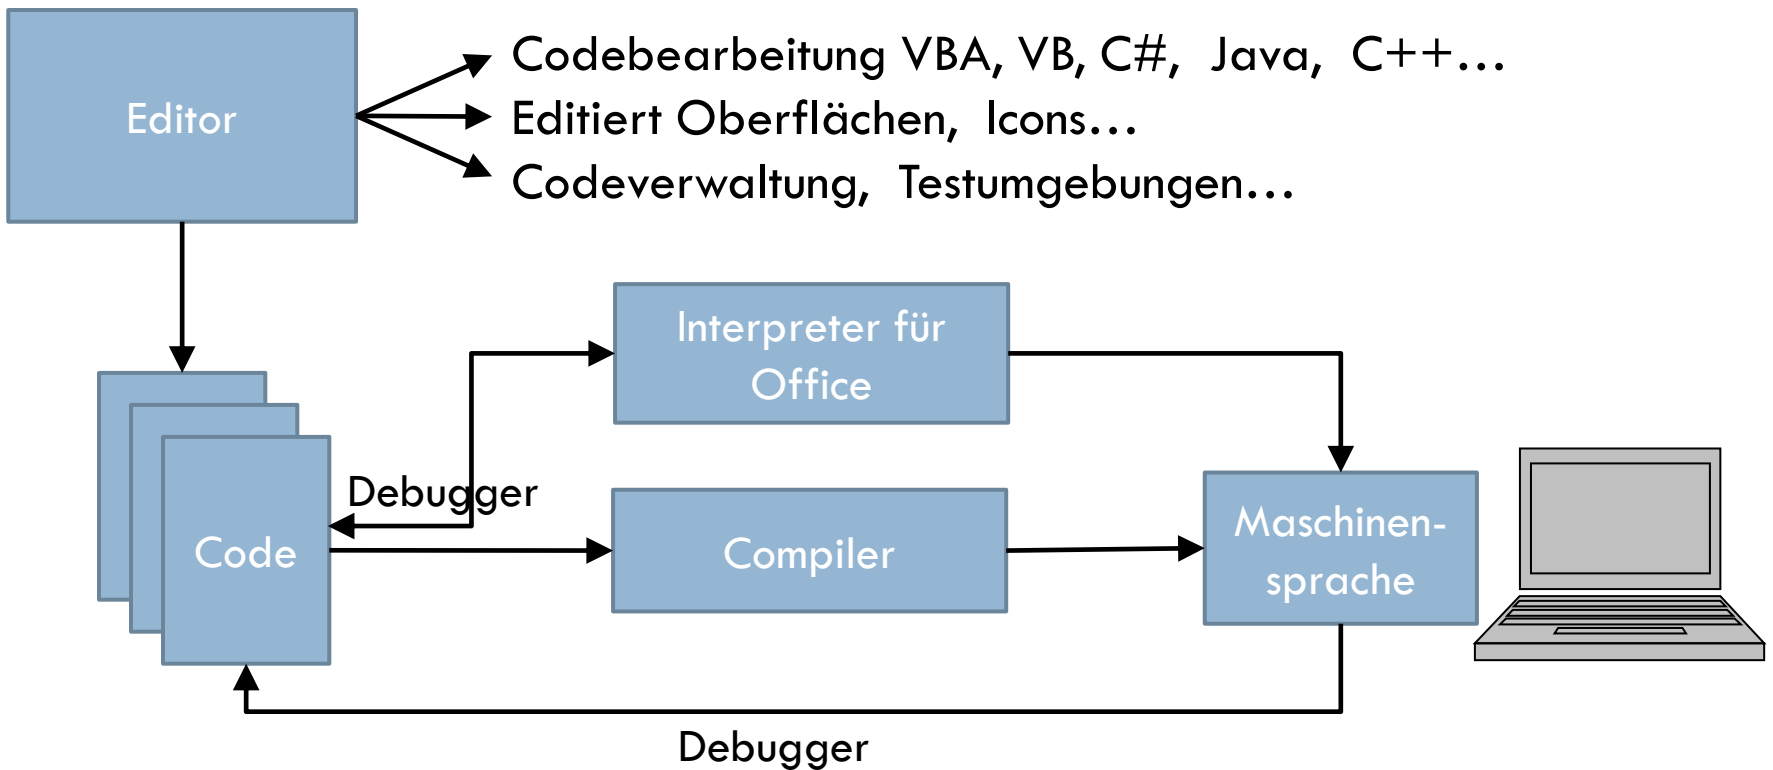 Editor
Codebearbeitung VBA, VB, C#, Java, C++...
Editiert Oberflächen, Icons...
Codeverwaltung, Testumgebungen...
Interpreter für
Office
Debugger
Code
Compiler
Maschinen-
sprache
Debugger